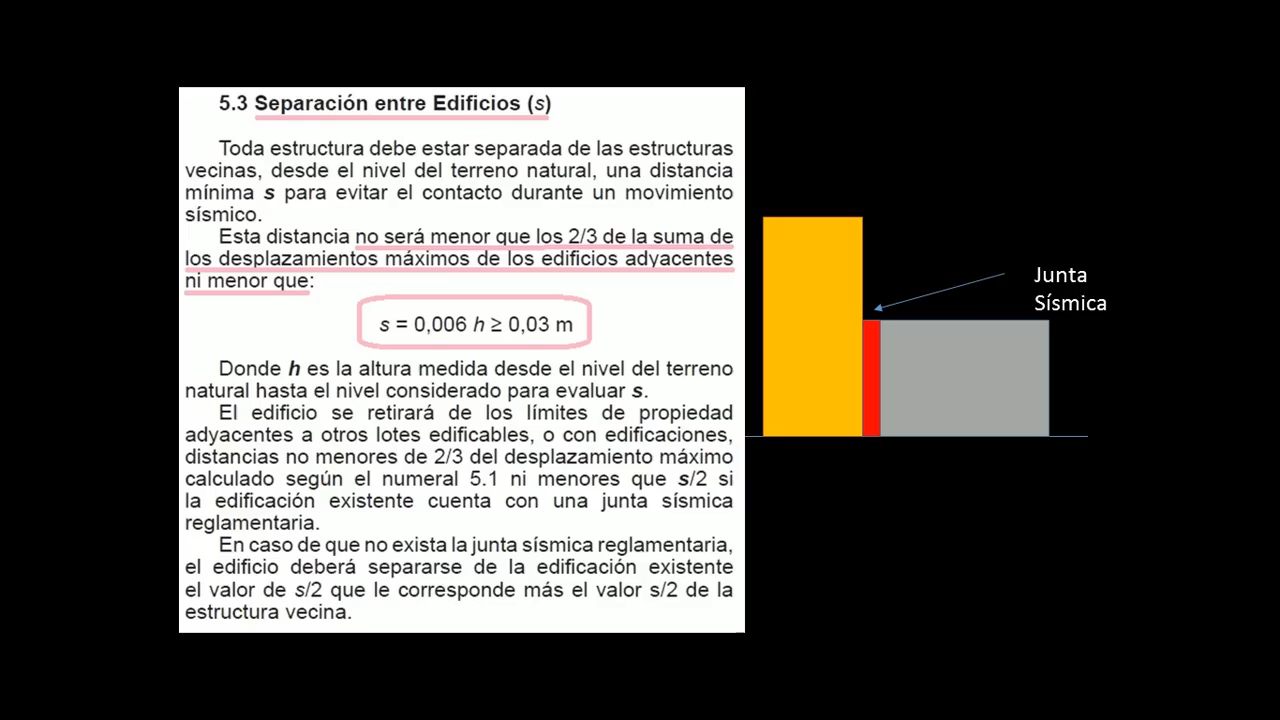 5.3 Separación entre Edificios (s)
Toda estructura debe estar separada de las estructuras
vecinas, desde el nivel del terreno natural, una distancia
mínima s para evitar el contacto durante un movimiento
sísmico.
Esta distancia no será menor que los 2/3 de la suma de
los desplazamientos máximos de los edificios adyacentes
ni menor que:
s = 0,006 h ≥ 0,03 m
Donde h es la altura medida desde el nivel del terreno
natural hasta el nivel considerado para evaluar s.
El edificio se retirará de los límites de propiedad
adyacentes a otros lotes edificables, o con edificaciones,
distancias no menores de 2/3 del desplazamiento máximo
calculado según el numeral 5.1 ni menores que s/2 si
la edificación existente cuenta con una junta sísmica
reglamentaria.
En caso de que no exista la junta sísmica reglamentaria,
el edificio deberá separarse de la edificación existente
el valor de s/2 que le corresponde más el valor s/2 de la
estructura vecina.
Junta
Sísmica